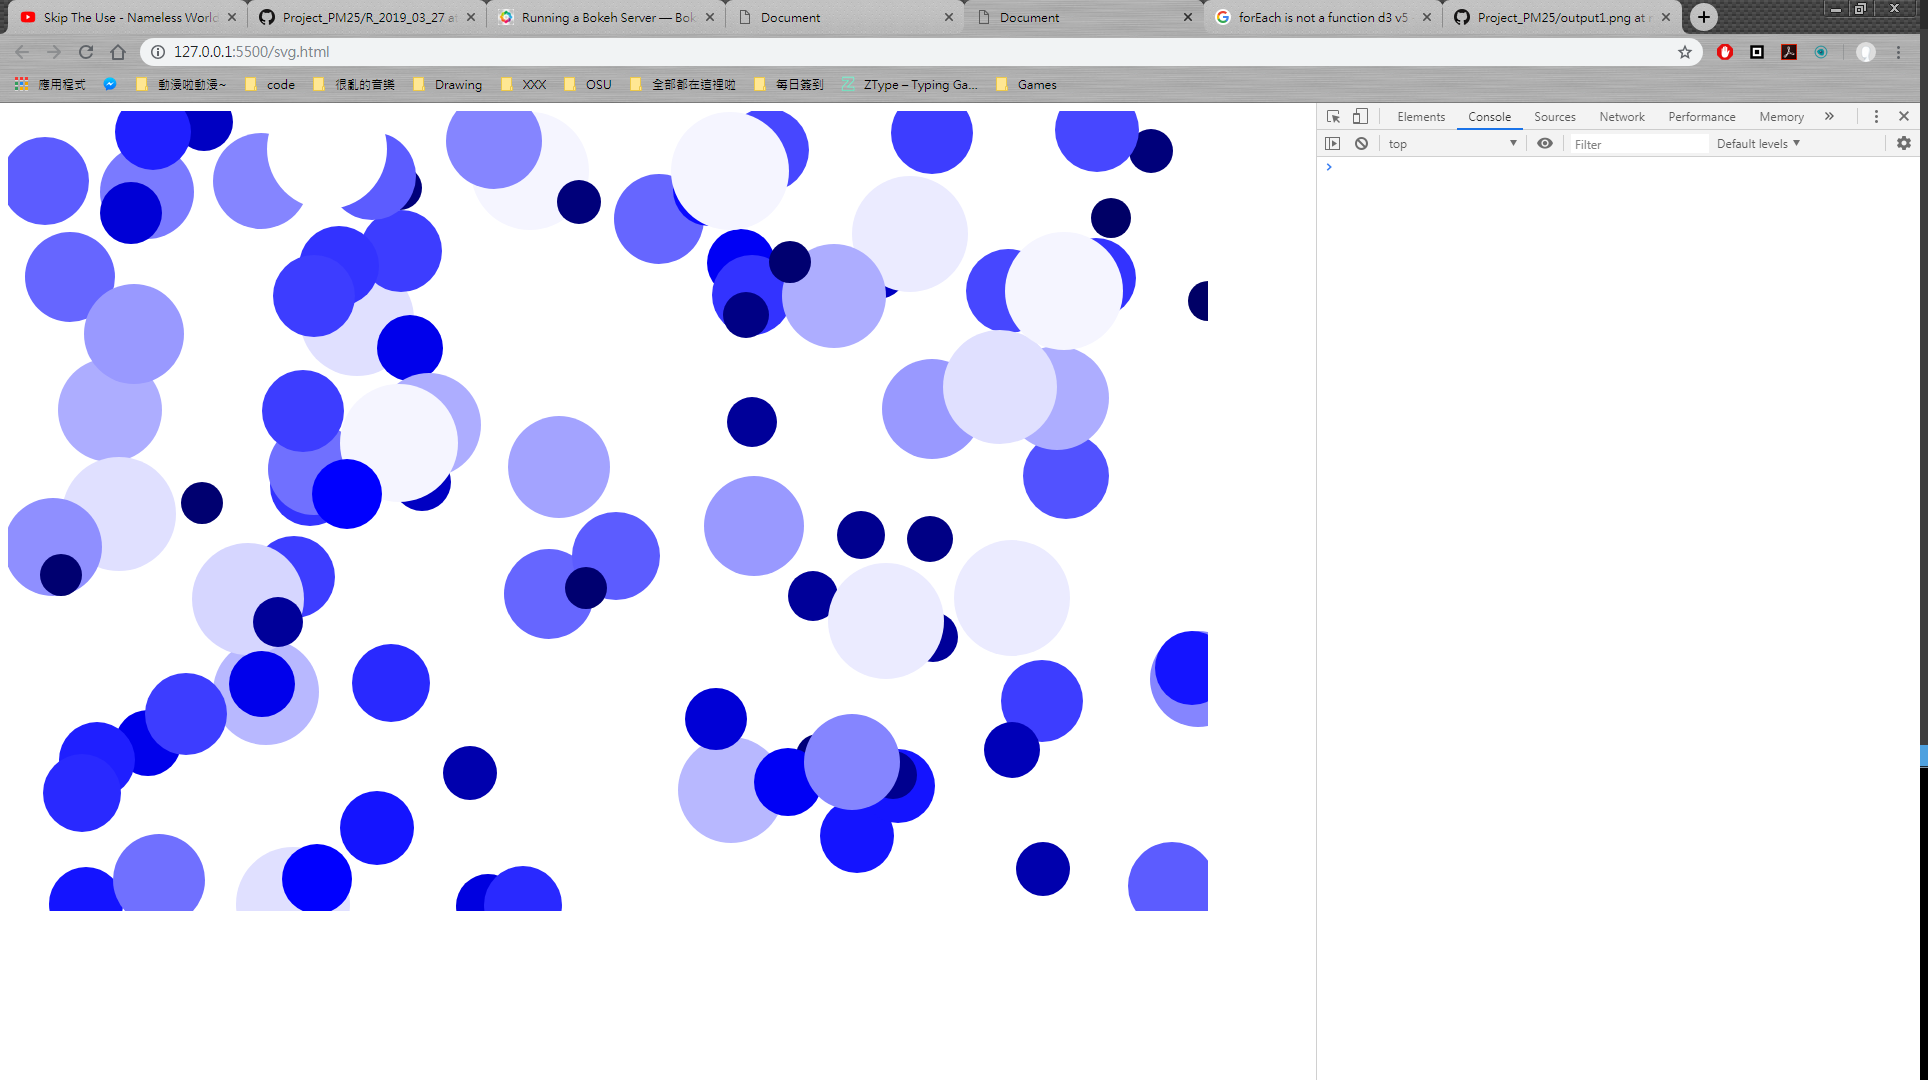 Skip The Use - Nameless World
Project_PM25/R_2019_03_27 at
Running a Bokeh Server — Bok
Document
Document
forEach is not a function d3 v5
Project_PM25/output1.png at
127.0.0.1:5500/svg.html
應用程式
動漫啦動漫~
code
很亂的音樂
Drawing
XXX
OSU
全部都在這裡啦
每日簽到
ZType – Typing Ga...
Games
Elements
Console
Sources
Network
Performance
Memory
top
Filter
Default levels